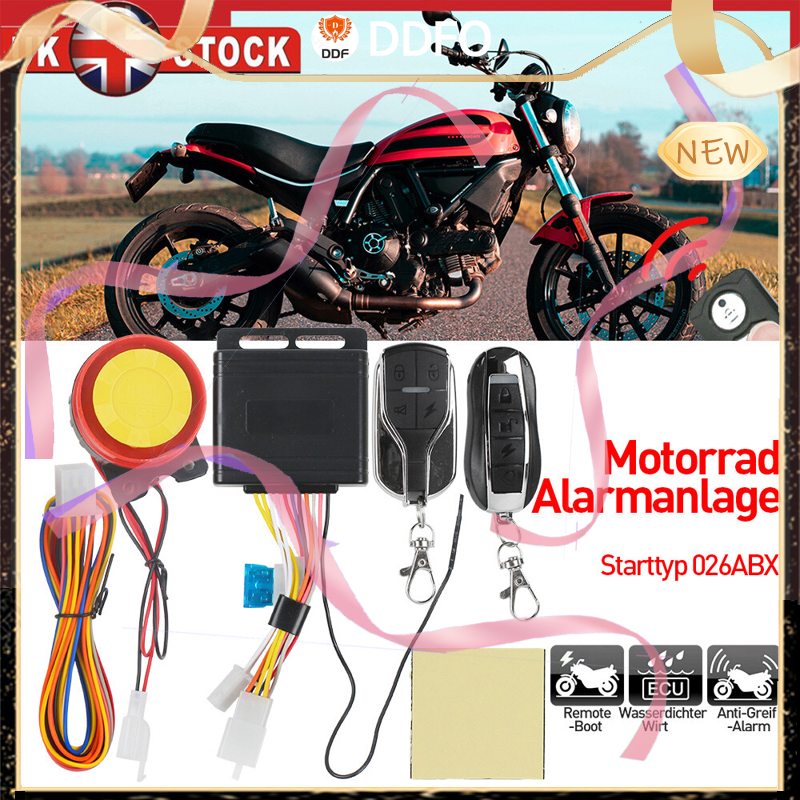 UK STOCK
DDF
DDFO
NEW
Motorrad
Alarmanlage
Starttyp 026ABX
ECU
Remote
-Boot
Wasserdichter
Wirt
Anti-Greif
-Alarm